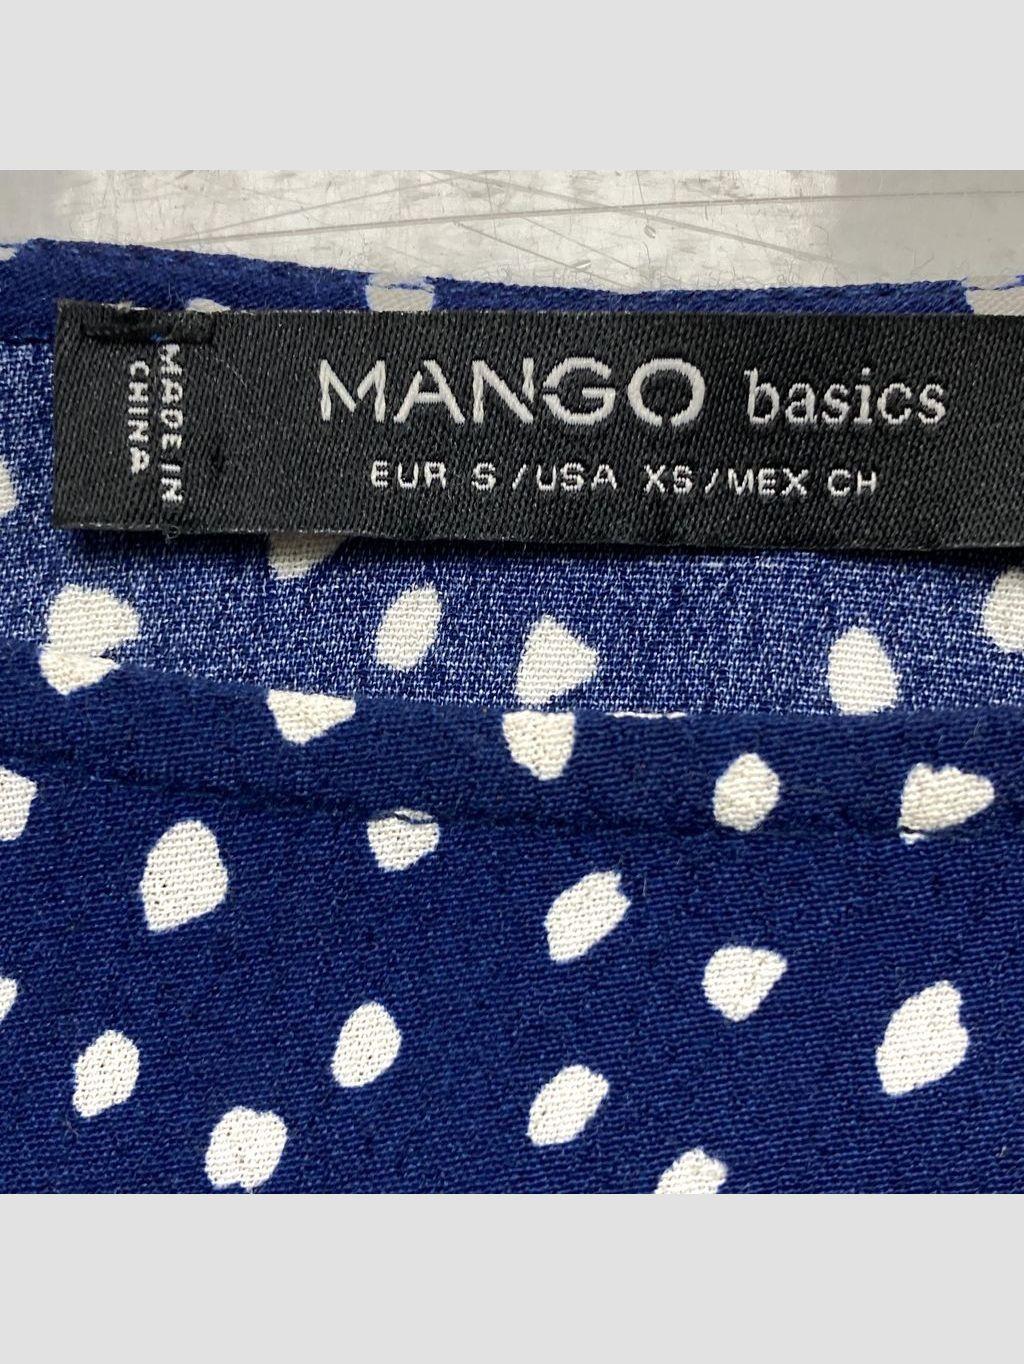 MANGO basics
EUR S/USA XS/MEX CH
MADE IN
CHINA